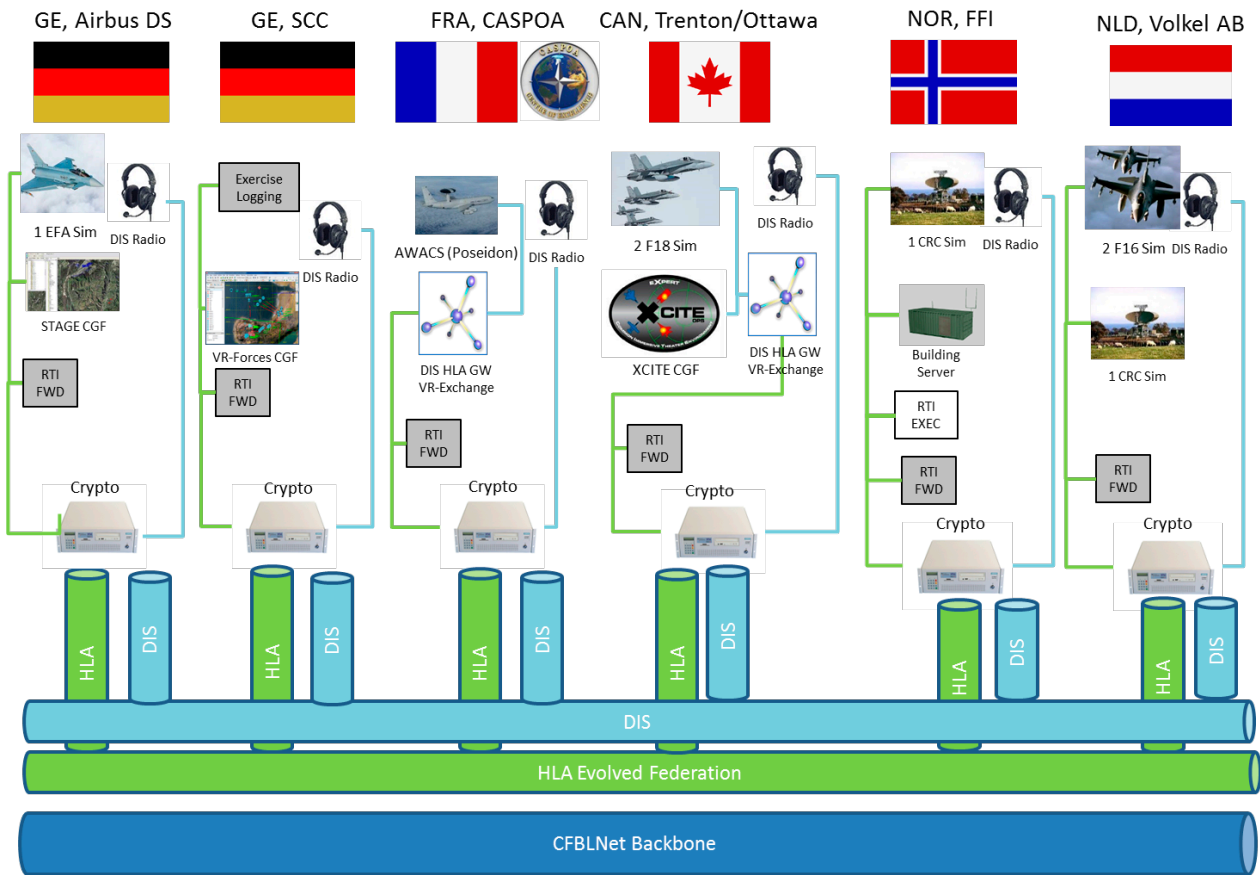 GE, Airbus DS
GE, SCC
FRA, CASPOA
CAN, Trenton/Ottawa
NOR, FFI
NLD, Volkel AB
CASPOA
CENTRE OF EXCELLENCE
1 EFA Sim
DIS Radio
STAGE CGF
RTI
FWD
Crypto
Exercise
Logging
DIS Radio
VR-Forces CGF
RTI
FWD
Crypto
AWACS (Poseidon)
DIS Radio
DIS HLA GW
VR-Exchange
RTI
FWD
Crypto
2 F18 Sim
DIS Radio
EXPERT
XCITE
XCITE CGF
DIS HLA GW
VR-Exchange
RTI
FWD
Crypto
1 CRC Sim
DIS Radio
Building
Server
RTI
EXEC
RTI
FWD
Crypto
2 F16 Sim
DIS Radio
1 CRC Sim
RTI
FWD
Crypto
HLA
DIS
HLA
DIS
HLA
DIS
HLA
DIS
HLA
DIS
HLA
DIS
DIS
HLA Evolved Federation
CFBLNet Backbone